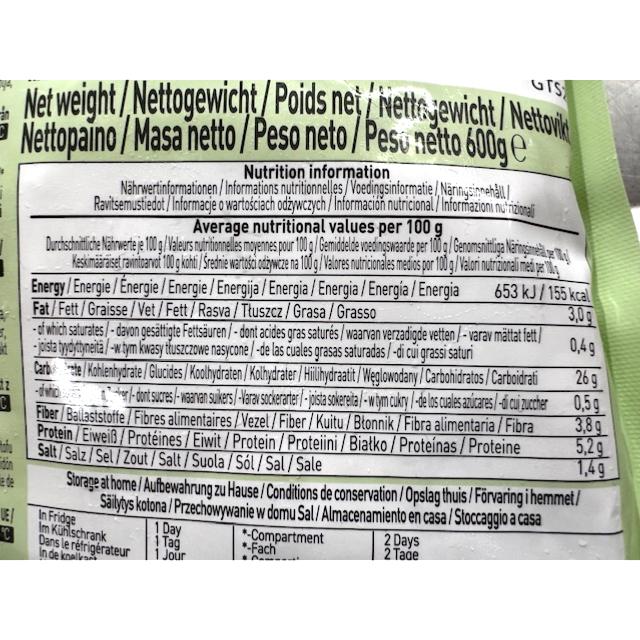 GTS
Net weight / Nettogewicht / Poids net / Nettogewicht / Nettovikt
Nettopaino / Masa netto / Peso neto / Peso netto 600g e
Nutrition information
Nährwertinformationen / Informations nutritionnelles / Voedingsinformatie / Näringsinnehåll /
Ravitsemustiedot / Informacje o wartościach odżywczych / Información nutricional / Informazioni nutrizionali
Average nutritional values per 100 g
Durchschnittliche Nährwerte je 100 g / Valeurs nutritionnelles moyennes pour 100 g / Gemiddelde voedingswaarde per 100 g / Genomsnittliga Näringsinnehåll per 100 g /
Keskimääräiset ravintoarvot 100 g kohti / Średnie wartości odżywcze na 100 g / Valores nutricionales medios por 100 g / Valori nutrizionali medi per 100 g
Energy / Energie / Énergie / Energie / Energi / Energia / Energia / Energía / Energia 653 kJ / 155 kcal
Fat / Fett / Graisse / Vet / Fett / Rasva / Tłuszcz / Grasa / Grasso 3,0 g
- of which saturates / - davon gesättigte Fettsäuren / - dont acides gras saturés / waarvan verzadigde vetten / - varav mättat fett /
- joista tyydyttyneitä / - w tym kwasy tłuszczowe nasycone / - de las cuales grasas saturadas / - di cui grassi saturi 0,4 g
Carbohydrate / Kohlenhydrate / Glucides / Koolhydraten / Kolhydrater / Hiilihydraatit / Węglowodany / Carbohidratos / Carboidrati 26 g
- of which / - dont sucres / - waarvan suikers / - Varav sockerarter / - joista sokereita / - w tym cukry / - de los cuales azúcares / - di cui zuccher 0,5 g
Fiber / Ballaststoffe / Fibres alimentaires / Vezel / Fiber / Kuitu / Błonnik / Fibra alimentaria / Fibra 3,8 g
Protein / Eiweiß / Protéines / Eiwit / Protein / Proteiini / Białko / Proteínas / Proteine 5,2 g
Salt / Salz / Sel / Zout / Salt / Suola / Sól / Sal / Sale 1,4 g
Storage at home / Aufbewahrung zu Hause / Conditions de conservation / Opslag thuis / Förvaring i hemmet /
Säilytys kotona / Przechowywanie w domu Sal / Almacenamiento en casa / Stoccaggio a casa
In Fridge 1 Day *-Compartment 2 Days
Im Kühlschrank 1 Tag *-Fach 2 Tage
Dans le réfrigérateur 1 Jour
In de koelkast